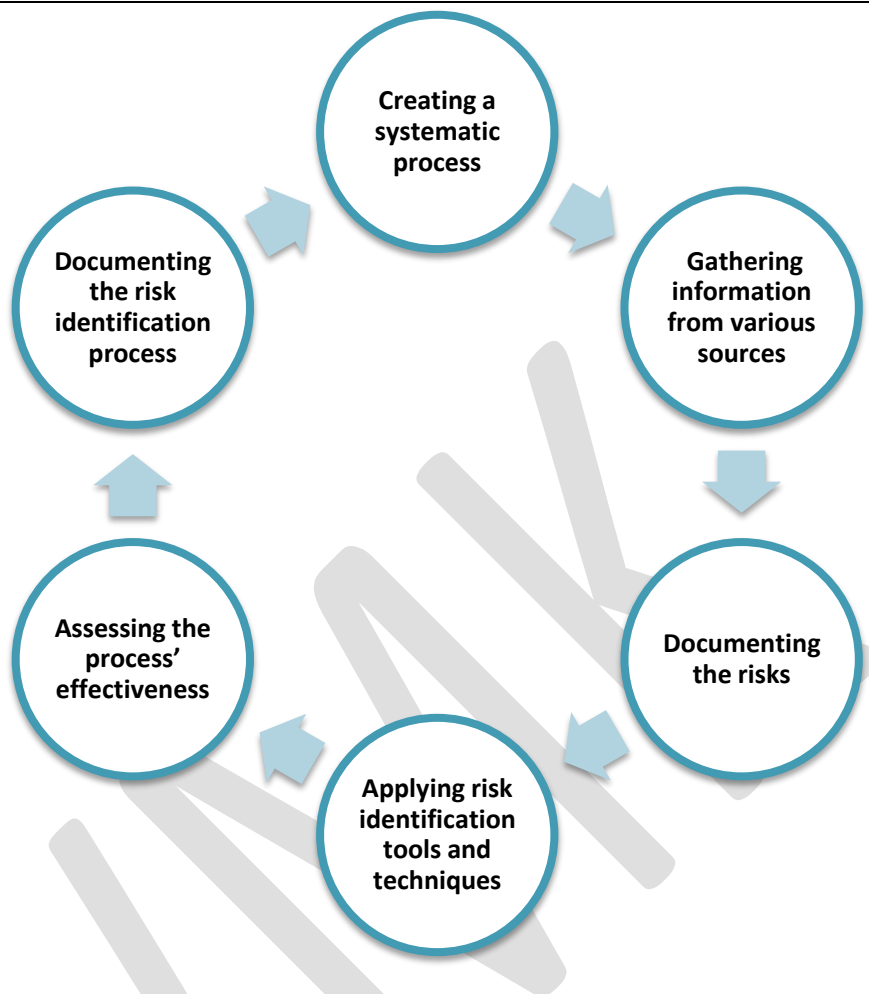 Creating a
systematic
process
Gathering
information
from various
sources
Documenting
the risks
Applying risk
identification
tools and
techniques
Assessing the
process’
effectiveness
Documenting
the risk
identification
process